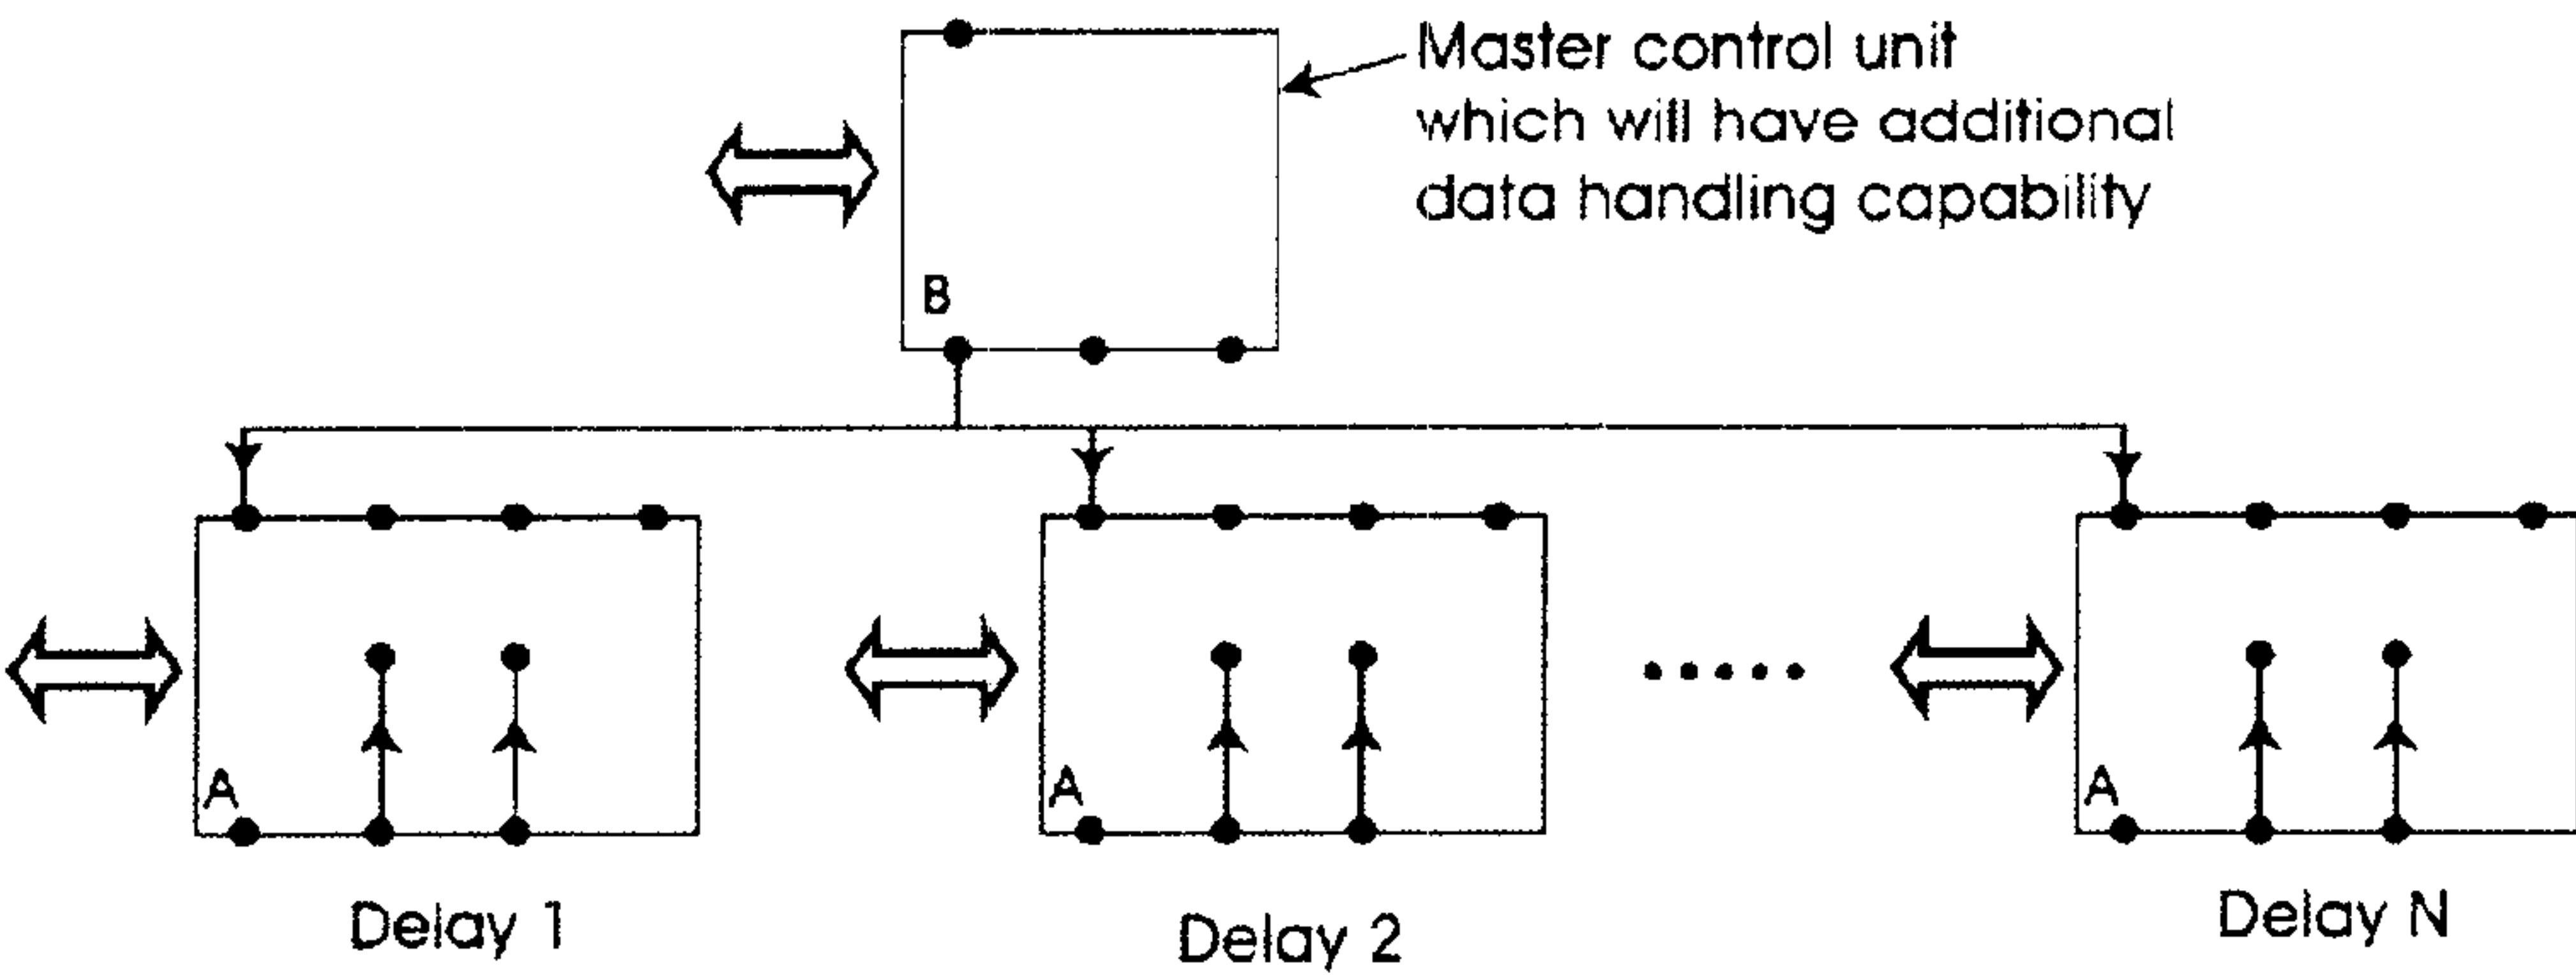 Master control unit
which will have additional
data handling capability
B
A
A
A
Delay 1
Delay 2
Delay N